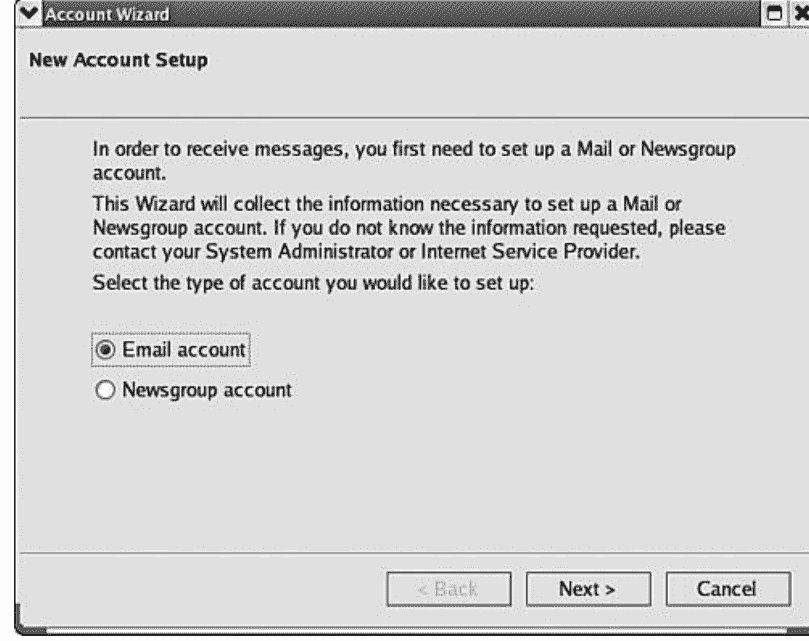 Account Wizard
New Account Setup
In order to receive messages, you first need to set up a Mail or Newsgroup
account.
This Wizard will collect the information necessary to set up a Mail or
Newsgroup account. If you do not know the information requested, please
contact your System Administrator or Internet Service Provider.
Select the type of account you would like to set up:
Email account
Newsgroup account
< Back Next > Cancel